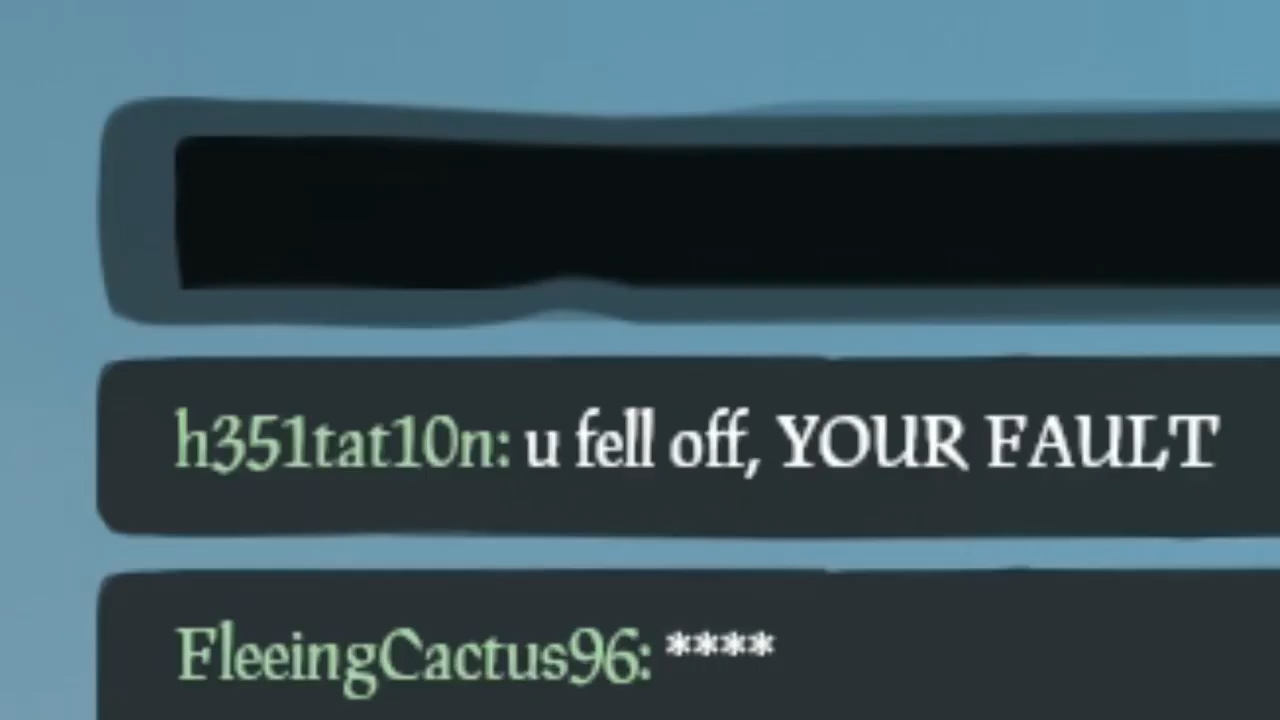 h351tat10n: u fell off, YOUR FAULT
FleeingCactus96: ****